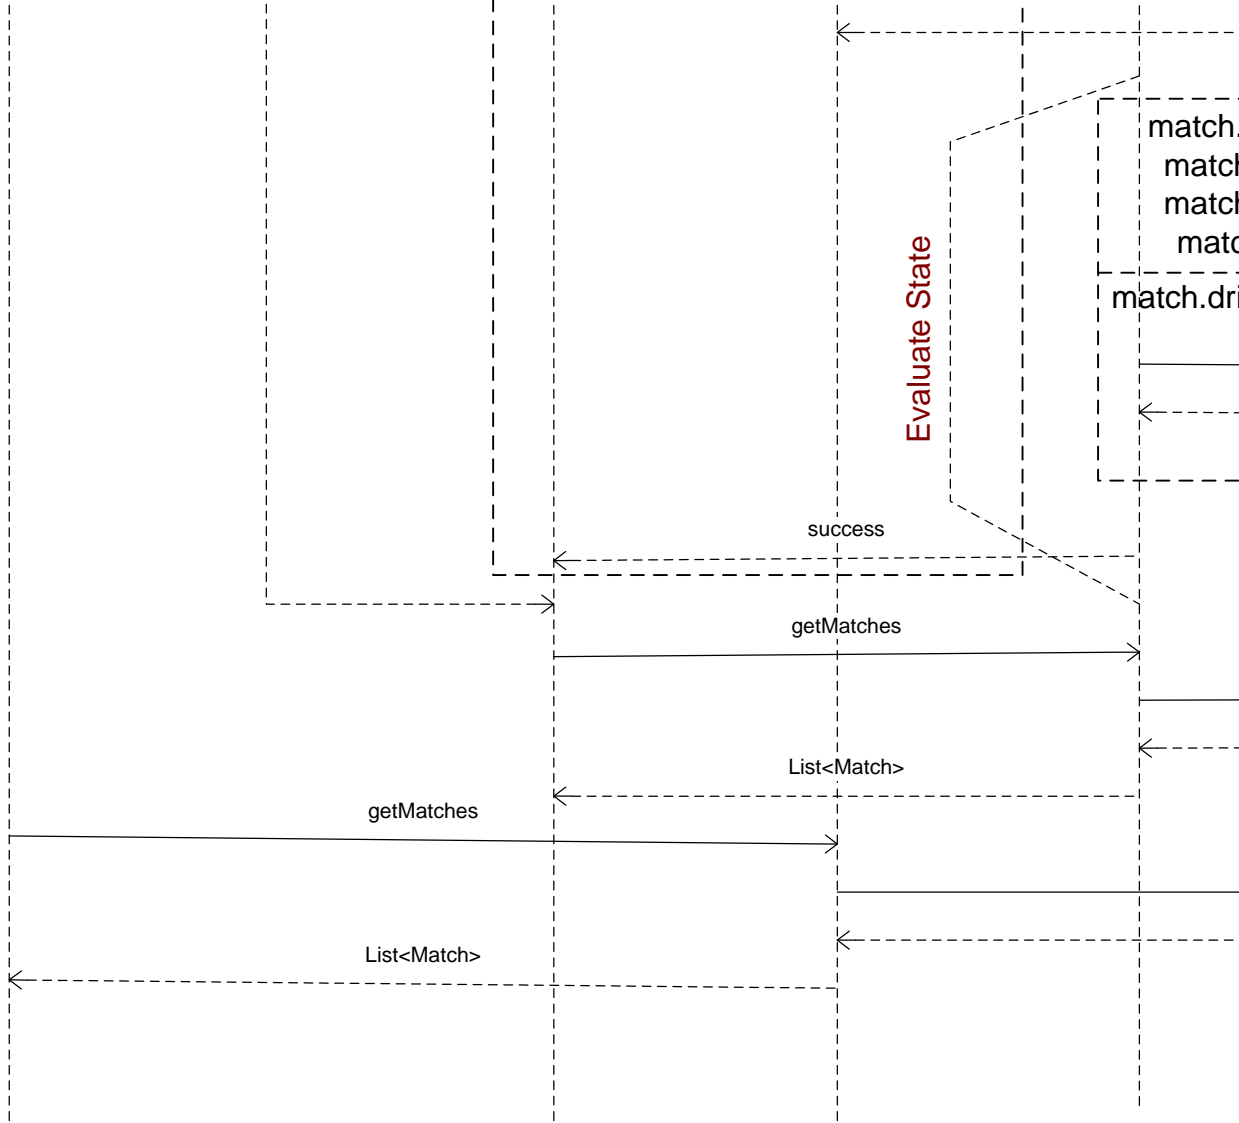 match.
match
match
matc
match.dri
Evaluate State
success
getMatches
List<Match>
getMatches
List<Match>